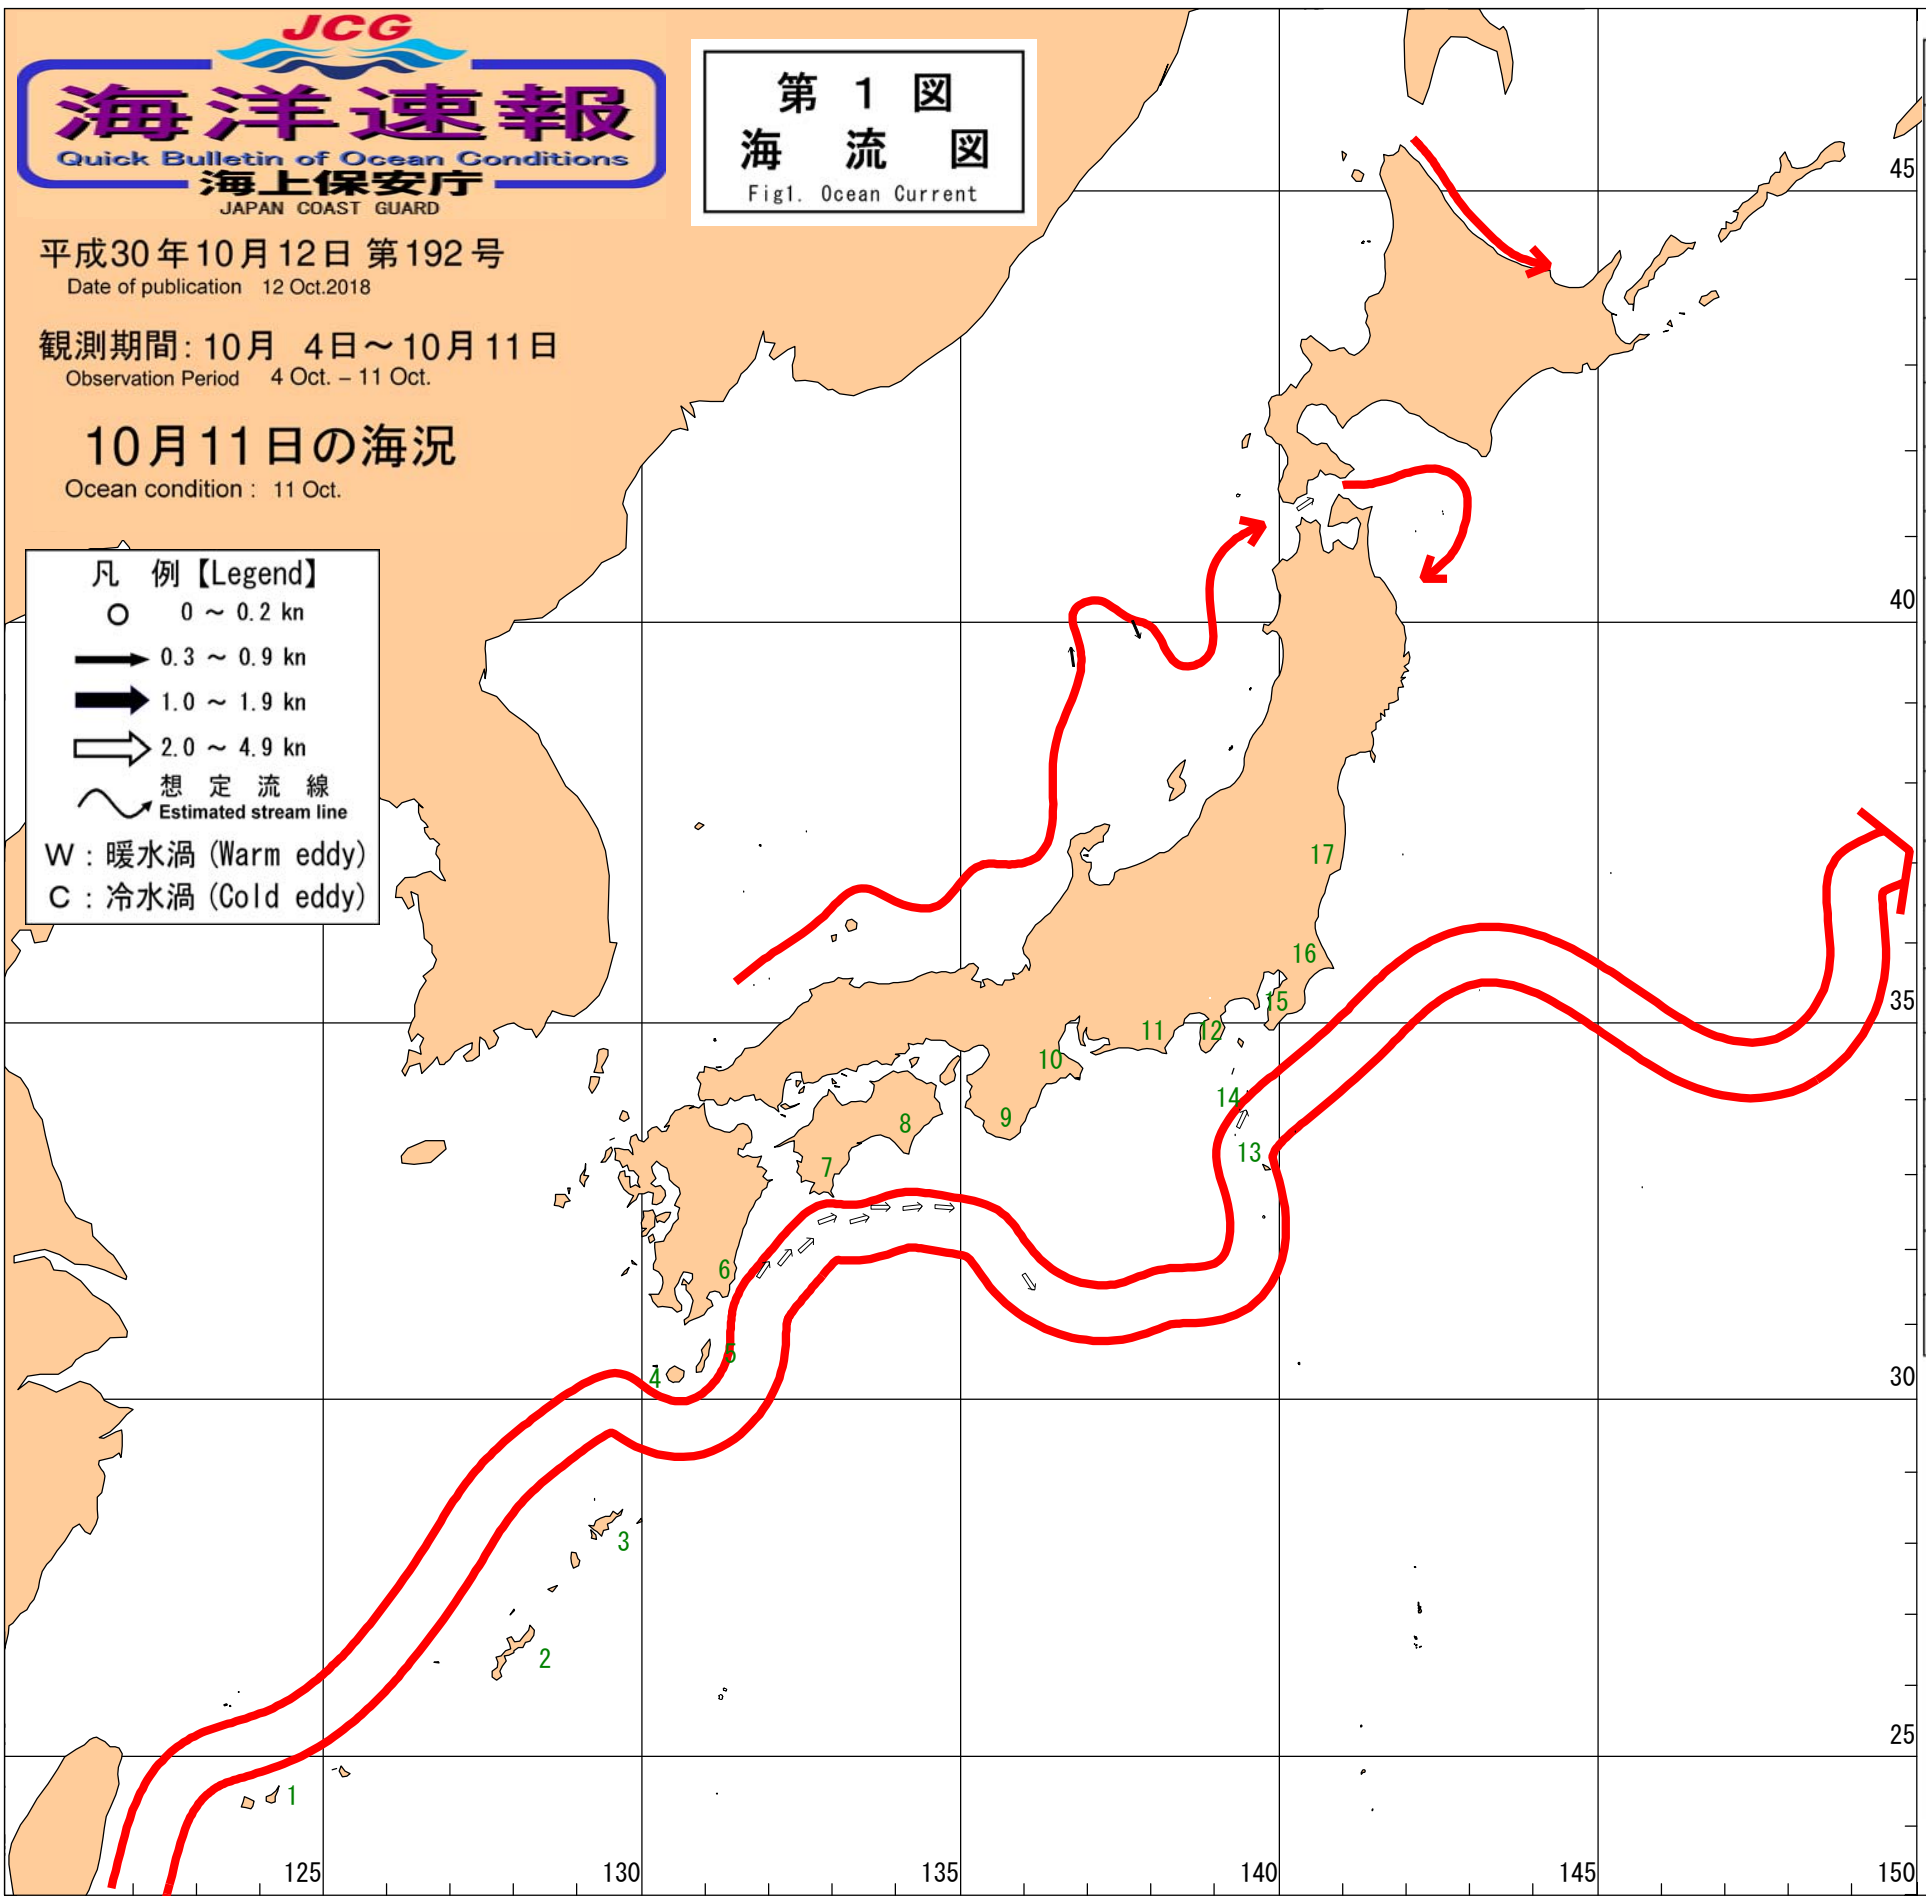 JCG
海洋速報
Quick Bulletin of Ocean Conditions
海上保安庁
JAPAN COAST GUARD
平成30年10月12日 第192号
Date of publication 12 Oct.2018
観測期間: 10月 4日～10月11日
Observation Period 4 Oct. – 11 Oct.
10月11日の海況
Ocean condition : 11 Oct.
第 1 図
海 流 図
Fig1. Ocean Current
凡 例【Legend】
0 ～ 0.2 kn
0.3 ～ 0.9 kn
1.0 ～ 1.9 kn
2.0 ～ 4.9 kn
想 定 流 線
Estimated stream line
W : 暖水渦 (Warm eddy)
C : 冷水渦 (Cold eddy)
45
40
17
16
35
15
11
12
10
14
9
8
13
7
6
5
4
30
3
2
25
1
125
130
135
140
145
150